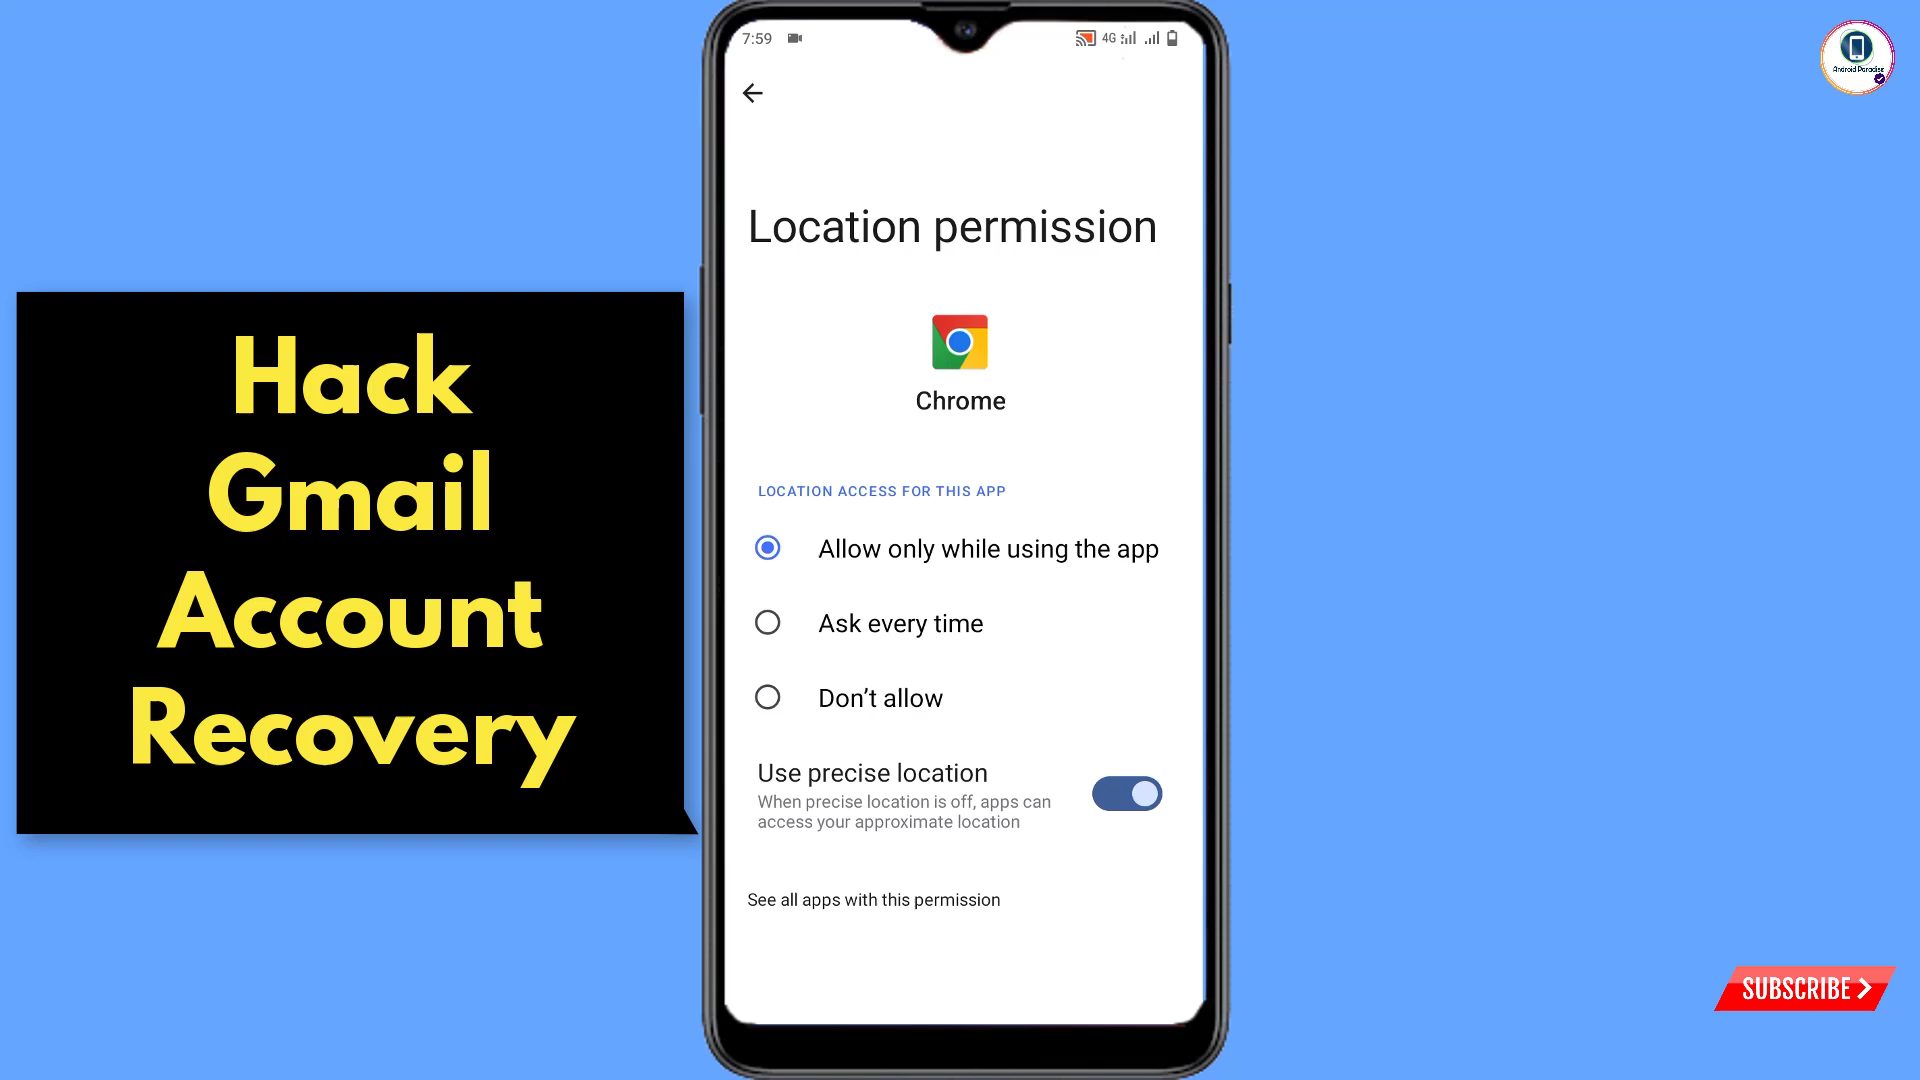 7:59
4G
Android Paradise
Location permission
Chrome
Hack
Gmail
Account
Recovery
LOCATION ACCESS FOR THIS APP
Allow only while using the app
Ask every time
Don't allow
Use precise location
When precise location is off, apps can
access your approximate location
See all apps with this permission
SUBSCRIBE